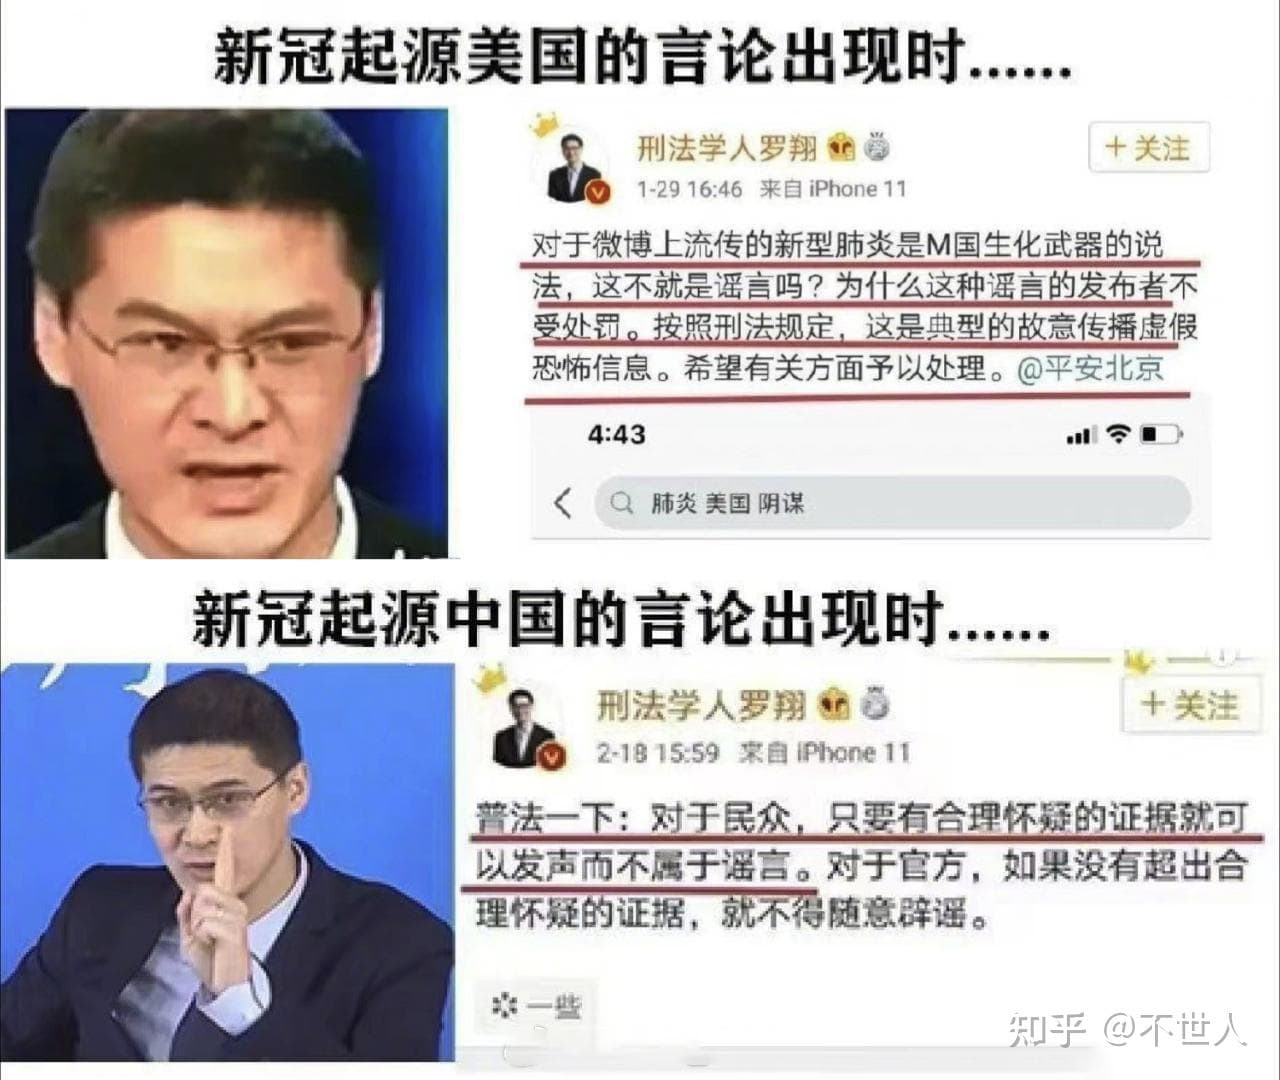 新冠起源美国的言论出现时......
刑法学人罗翔
+关注
1-29 16:46 来自 iPhone 11
对于微博上流传的新型肺炎是M国生化武器的说
法，这不就是谣言吗？为什么这种谣言的发布者不
受处罚。按照刑法规定，这是典型的故意传播虚假
恐怖信息。希望有关方面予以处理。@平安北京
4:43
肺炎 美国 阴谋
新冠起源中国的言论出现时......
刑法学人罗翔
+关注
2-18 15:59 来自 iPhone 11
普法一下：对于民众，只要有合理怀疑的证据就可
以发声而不属于谣言。对于官方，如果没有超出合
理怀疑的证据，就不得随意辟谣。
一些
知乎 @不世人